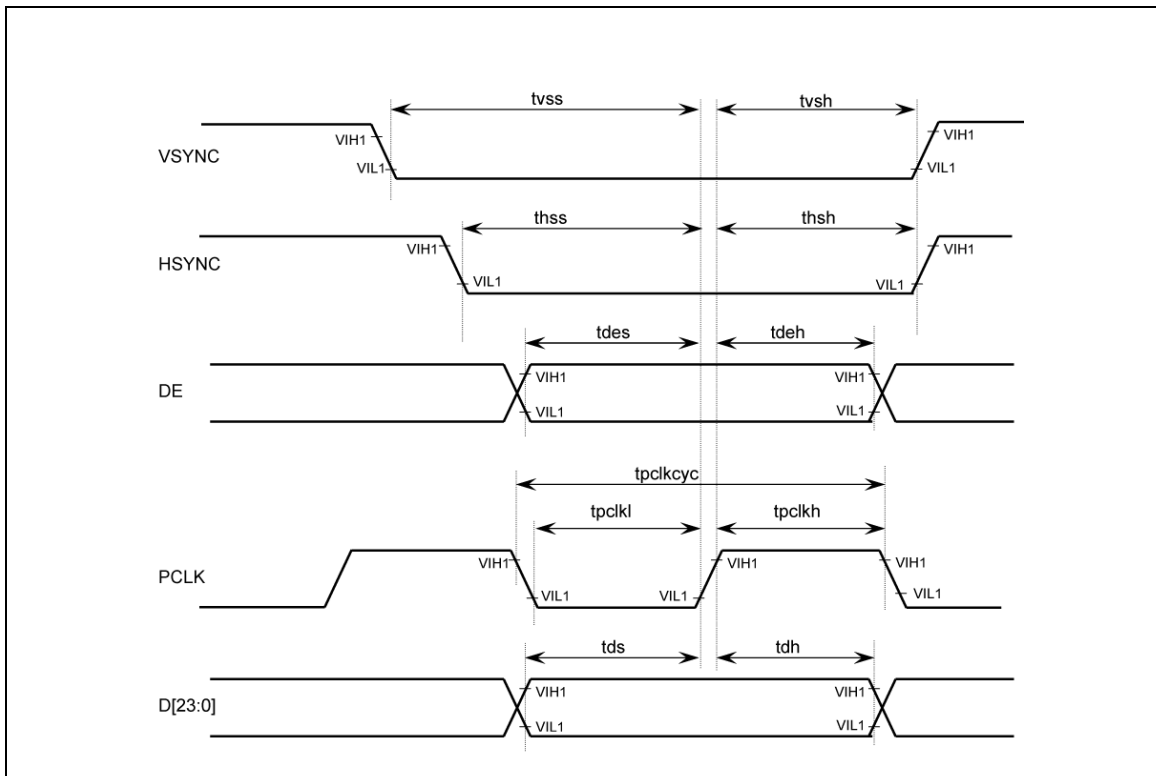 tvss tvsh
VIH1 VIH1
VSYNC
VIL1 VIL1
thss thsh
VIH1 VIH1
HSYNC
VIL1 VIL1
tdes tdeh
VIH1 VIH1
DE
VIL1 VIL1
tpclkcyc
tpclkl tpclkh
VIH1 VIH1 VIH1
PCLK
VIL1 VIL1 VIL1
tds tdh
VIH1 VIH1
D[23:0]
VIL1 VIL1